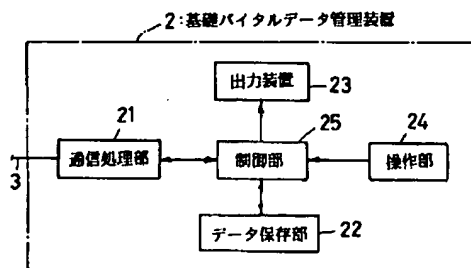 2:基礎バイタルデータ管理装置
出力装置
23
21
25
24
通信処理部
制御部
操作部
3
データ保存部
22